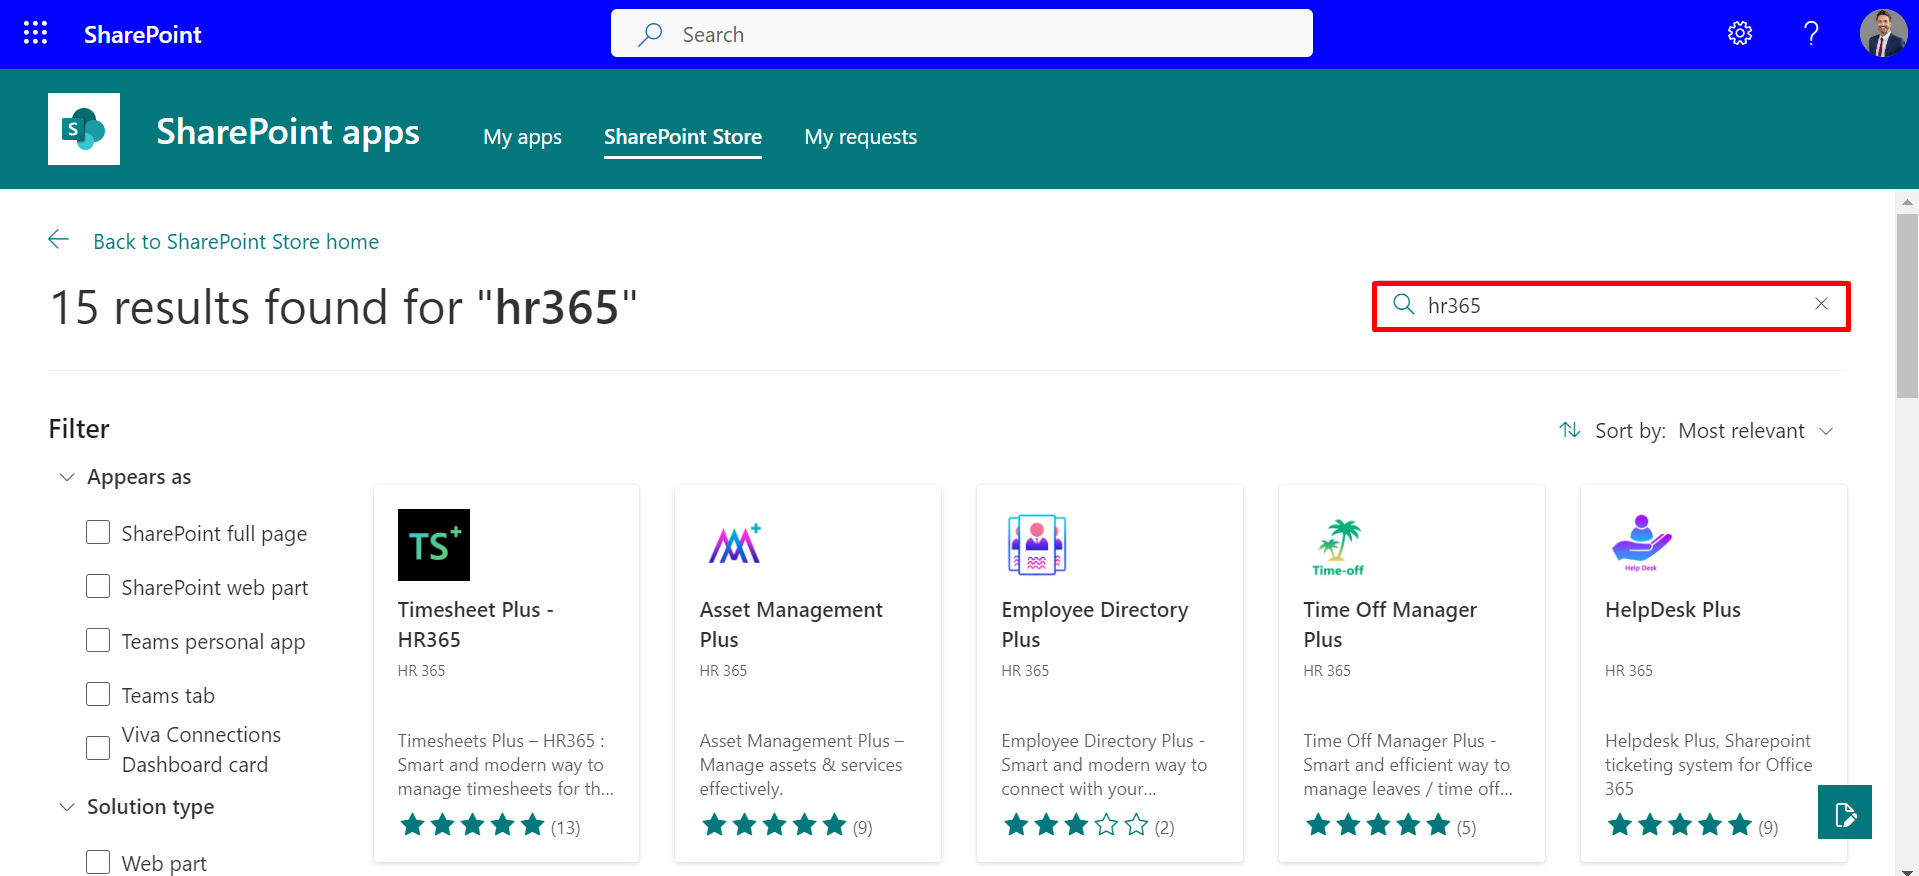 SharePoint
Search
S
SharePoint apps
My apps
SharePoint Store
My requests
Back to SharePoint Store home
15 results found for "hr365"
hr365
Filter
Sort by: Most relevant
Appears as
SharePoint full page
SharePoint web part
Teams personal app
Teams tab
Viva Connections
Dashboard card
Solution type
Web part
TS+
Timesheet Plus -
HR365
HR 365
Timesheets Plus – HR365 :
Smart and modern way to
manage timesheets for th...
(13)
Asset Management
Plus
HR 365
Asset Management Plus –
Manage assets & services
effectively.
(9)
Employee Directory
Plus
HR 365
Employee Directory Plus -
Smart and modern way to
connect with your...
(2)
Time-off
Time Off Manager
Plus
HR 365
Time Off Manager Plus -
Smart and efficient way to
manage leaves / time off...
(5)
Help Desk
HelpDesk Plus
HR 365
Helpdesk Plus, Sharepoint
ticketing system for Office
365
(9)